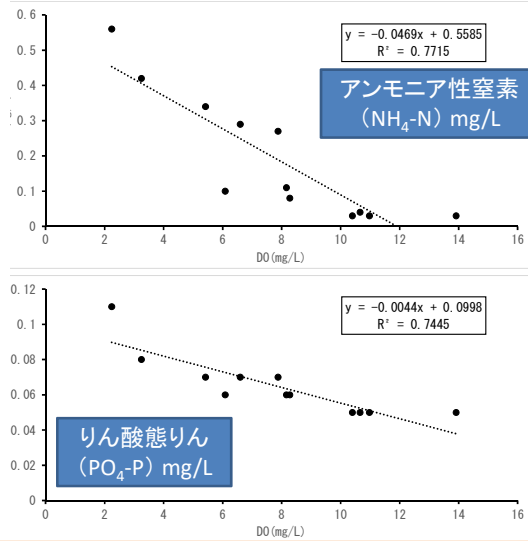 0.6
0.5
0.4
0.3
0.2
0.1
0
y = -0.0469x + 0.5585
R² = 0.7715
アンモニア性窒素
(NH₄-N) mg/L
0 2 4 6 8 10 12 14 16
DO(mg/L)
0.12
0.1
0.08
0.06
0.04
0.02
0
y = -0.0044x + 0.0998
R² = 0.7445
りん酸態りん
(PO₄-P) mg/L
0 2 4 6 8 10 12 14 16
DO(mg/L)